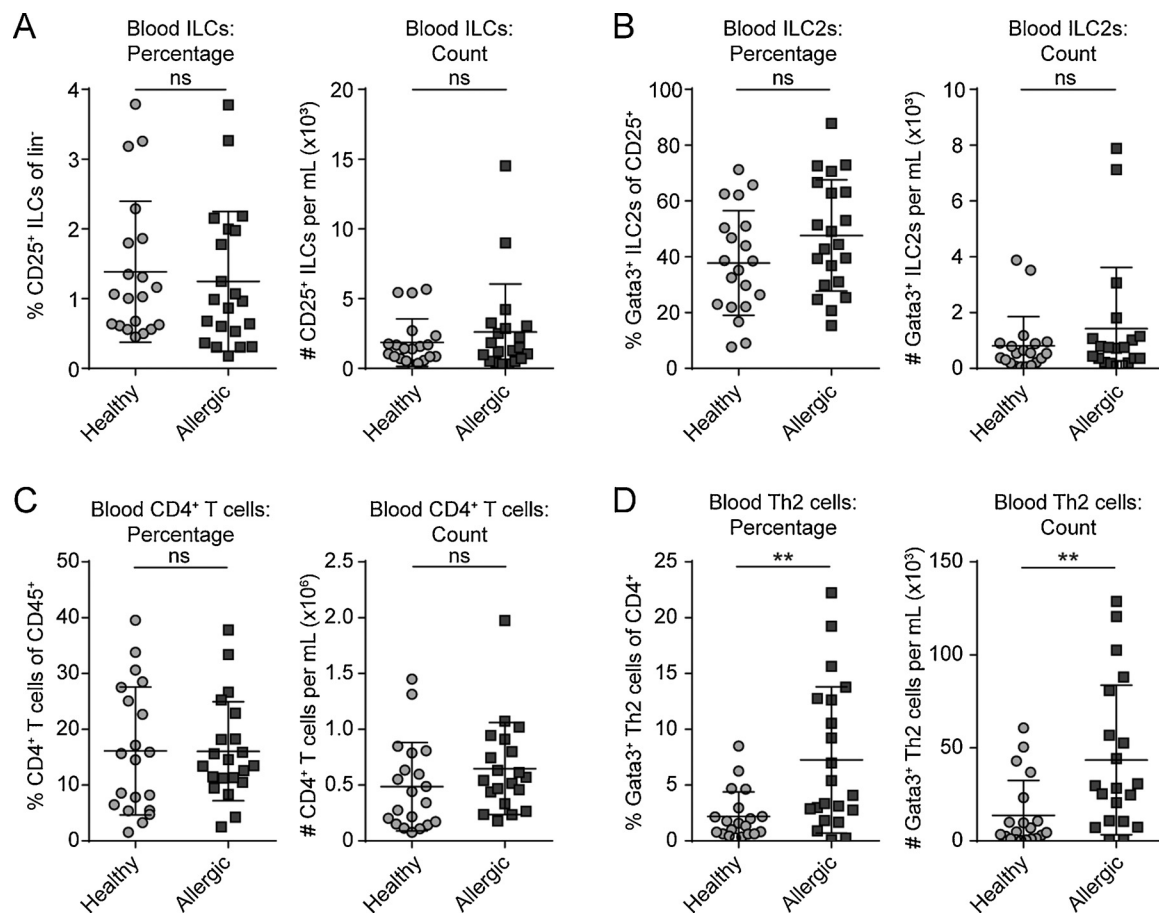 A
Blood ILCs:
Percentage
ns
% CD25⁺ ILCs of lin⁻
4
3
2
1
0
Healthy
Allergic
Blood ILCs:
Count
ns
# CD25⁺ ILCs per mL (x10³)
20
15
10
5
0
Healthy
Allergic
B
Blood ILC2s:
Percentage
ns
% Gata3⁺ ILC2s of CD25⁺
100
80
60
40
20
0
Healthy
Allergic
Blood ILC2s:
Count
ns
# Gata3⁺ ILC2s per mL (x10³)
10
8
6
4
2
0
Healthy
Allergic
C
Blood CD4⁺ T cells:
Percentage
ns
% CD4⁺ T cells of CD45⁺
50
40
30
20
10
0
Healthy
Allergic
Blood CD4⁺ T cells:
Count
ns
# CD4⁺ T cells per mL (x10⁶)
2.5
2.0
1.5
1.0
0.5
0
Healthy
Allergic
D
Blood Th2 cells:
Percentage
**
% Gata3⁺ Th2 cells of CD4⁺
25
20
15
10
5
0
Healthy
Allergic
Blood Th2 cells:
Count
**
# Gata3⁺ Th2 cells per mL (x10³)
150
100
50
0
Healthy
Allergic